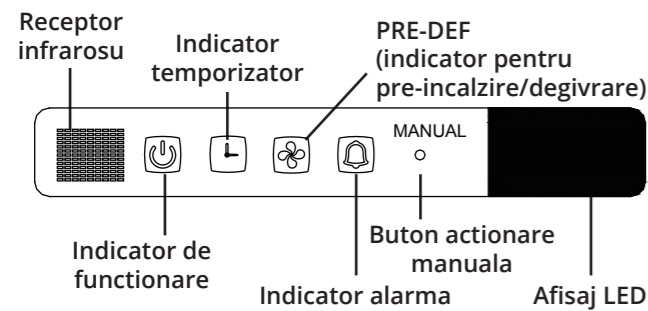 Receptor
infrarosu
Indicator
temporizator
PRE-DEF
(indicator pentru
pre-incalzire/degivrare)
MANUAL
Indicator de
functionare
Indicator alarma
Buton actionare
manuala
Afisaj LED